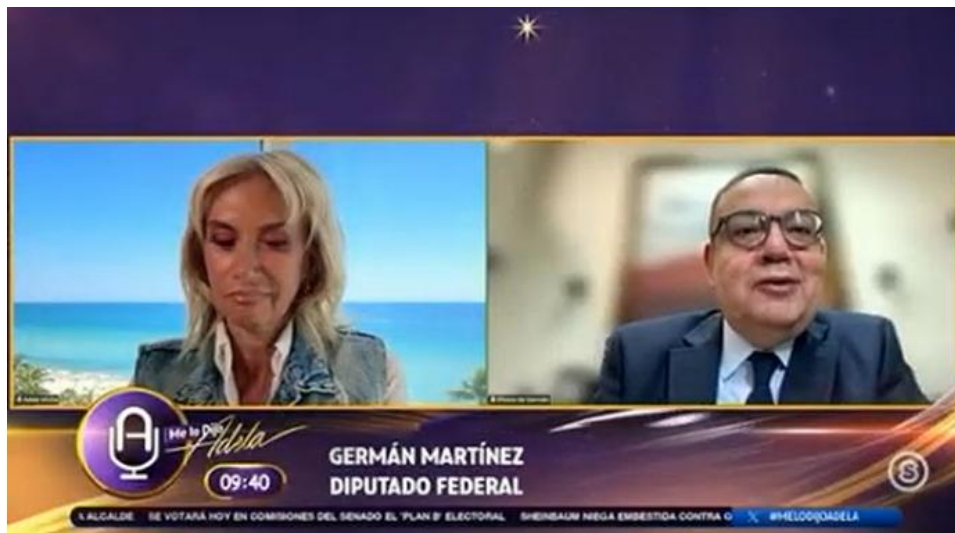 Me lo Dijo
Adela
09:40
GERMÁN MARTÍNEZ
DIPUTADO FEDERAL
S
ALCALDE SE VOTARÁ HOY EN COMISIONES DEL SENADO EL 'PLAN B' ELECTORAL SHEINBAUM NIEGA EMBESTIDA CONTRA
X #MELODIJOADELA